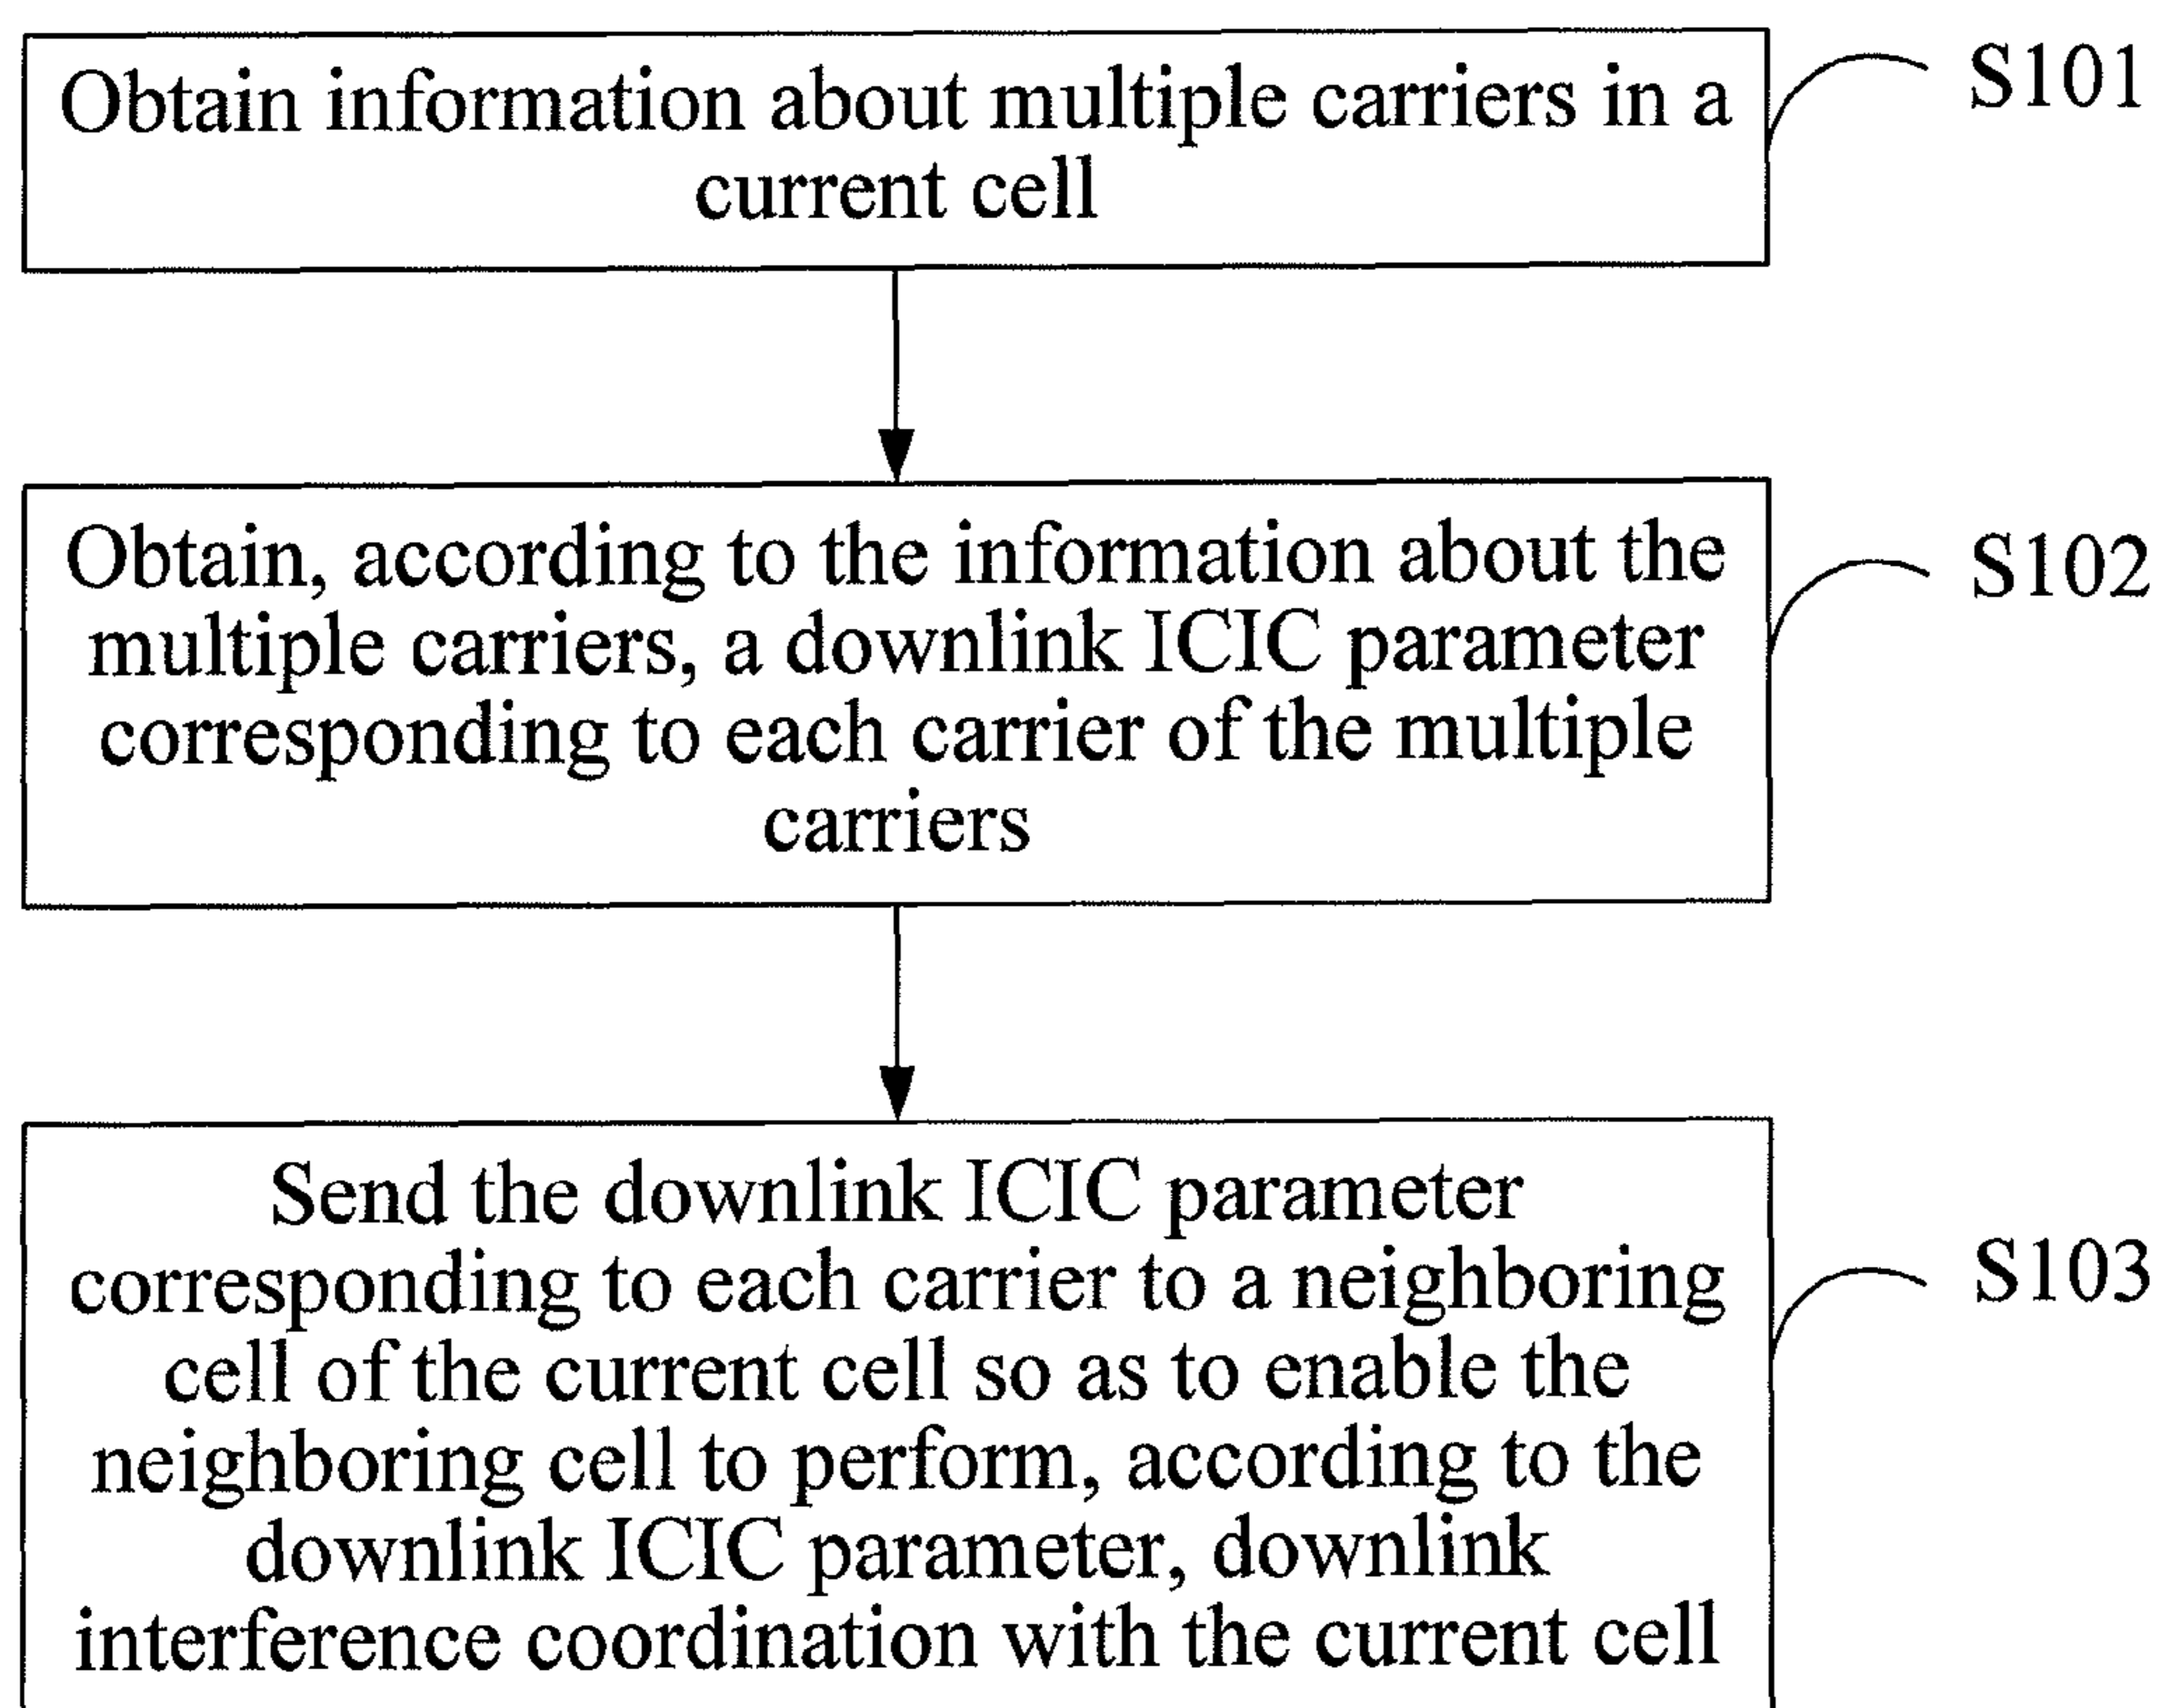 Obtain information about multiple carriers in a
current cell
S101
Obtain, according to the information about the
multiple carriers, a downlink ICIC parameter
corresponding to each carrier of the multiple
carriers
S102
Send the downlink ICIC parameter
corresponding to each carrier to a neighboring
cell of the current cell so as to enable the
neighboring cell to perform, according to the
downlink ICIC parameter, downlink
interference coordination with the current cell
S103